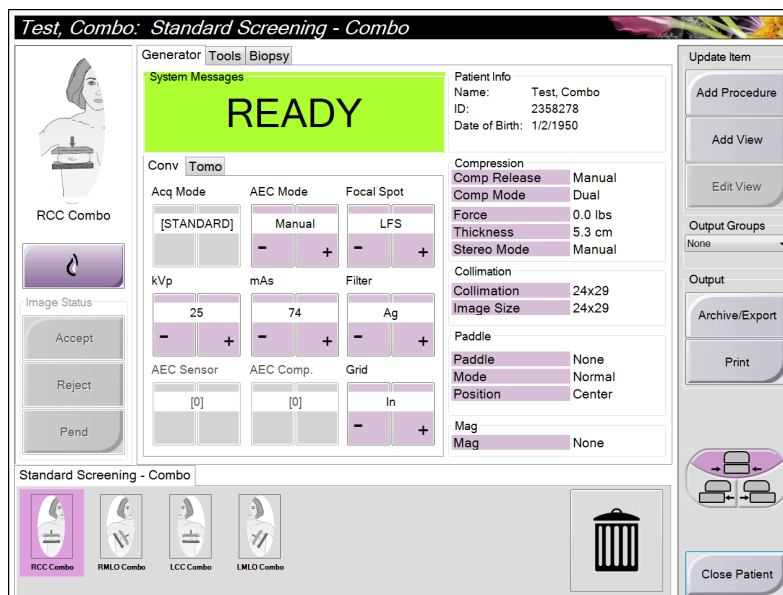 Test, Combo: Standard Screening - Combo
Generator Tools Biopsy
System Messages
READY
Patient Info
Name: Test, Combo
ID: 2358278
Date of Birth: 1/2/1950
RCC Combo
Image Status
Accept
Reject
Pend
Conv Tomo
Acq Mode AEC Mode Focal Spot
[STANDARD] Manual LFS
- + - +
kVp mAs Filter
25 74 Ag
- + - + - +
AEC Sensor AEC Comp. Grid
[0] [0] In
- +
Compression
Comp Release Manual
Comp Mode Dual
Force 0.0 lbs
Thickness 5.3 cm
Stereo Mode Manual
Collimation
Collimation 24x29
Image Size 24x29
Paddle
Paddle None
Mode Normal
Position Center
Mag
Mag None
Update Item
Add Procedure
Add View
Edit View
Output Groups
None
Output
Archive/Export
Print
Standard Screening - Combo
RCC Combo RMLO Combo LCC Combo LMLO Combo
Close Patient